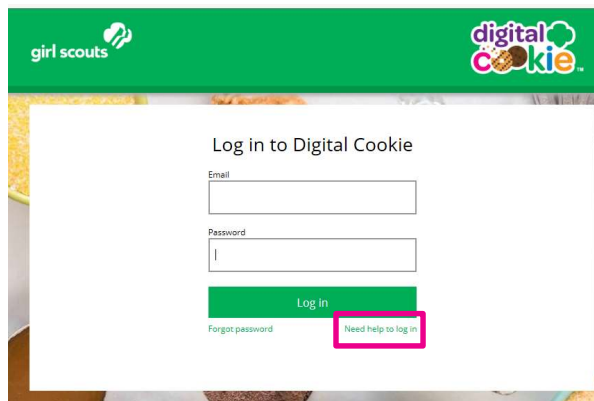 girl scouts
digital
cookie™
Log in to Digital Cookie
Email
Password
Log in
Forgot password
Need help to log in